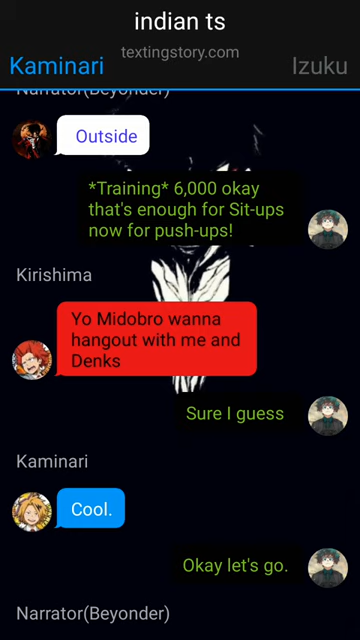 indian ts
textingstory.com
Kaminari
Izuku
Narrator(Beyonder)
Outside
*Training* 6,000 okay
that's enough for Sit-ups
now for push-ups!
Kirishima
Yo Midobro wanna
hangout with me and
Denks
Sure I guess
Kaminari
Cool.
Okay let's go.
Narrator(Beyonder)